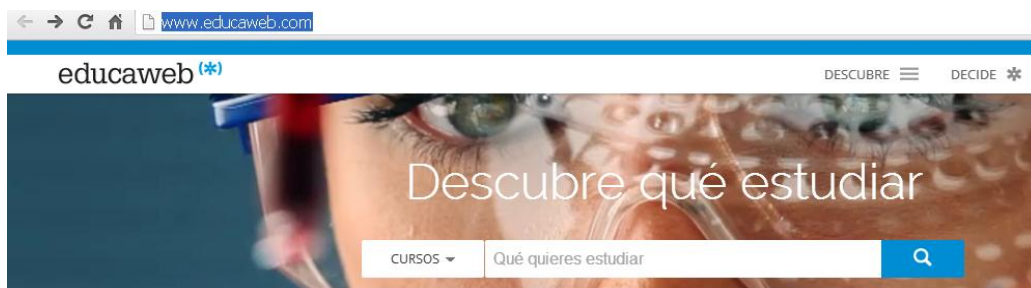 www.educaweb.com
educaweb (*)
DESCUBRE DECIDE
Descubre qué estudiar
CURSOS Qué quieres estudiar